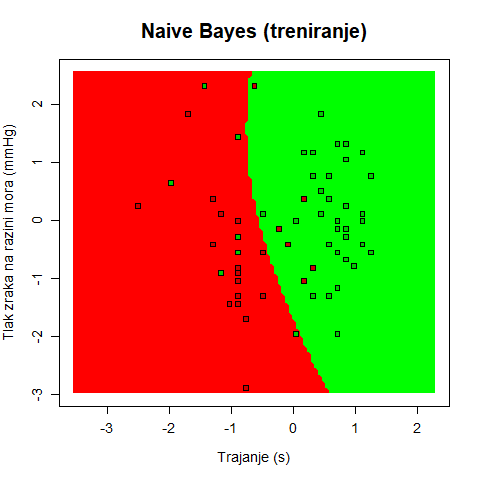 Naive Bayes (treniranje)
Tlak zraka na razini mora (mmHg)
2
1
0
-1
-2
-3
-3 -2 -1 0 1 2
Trajanje (s)